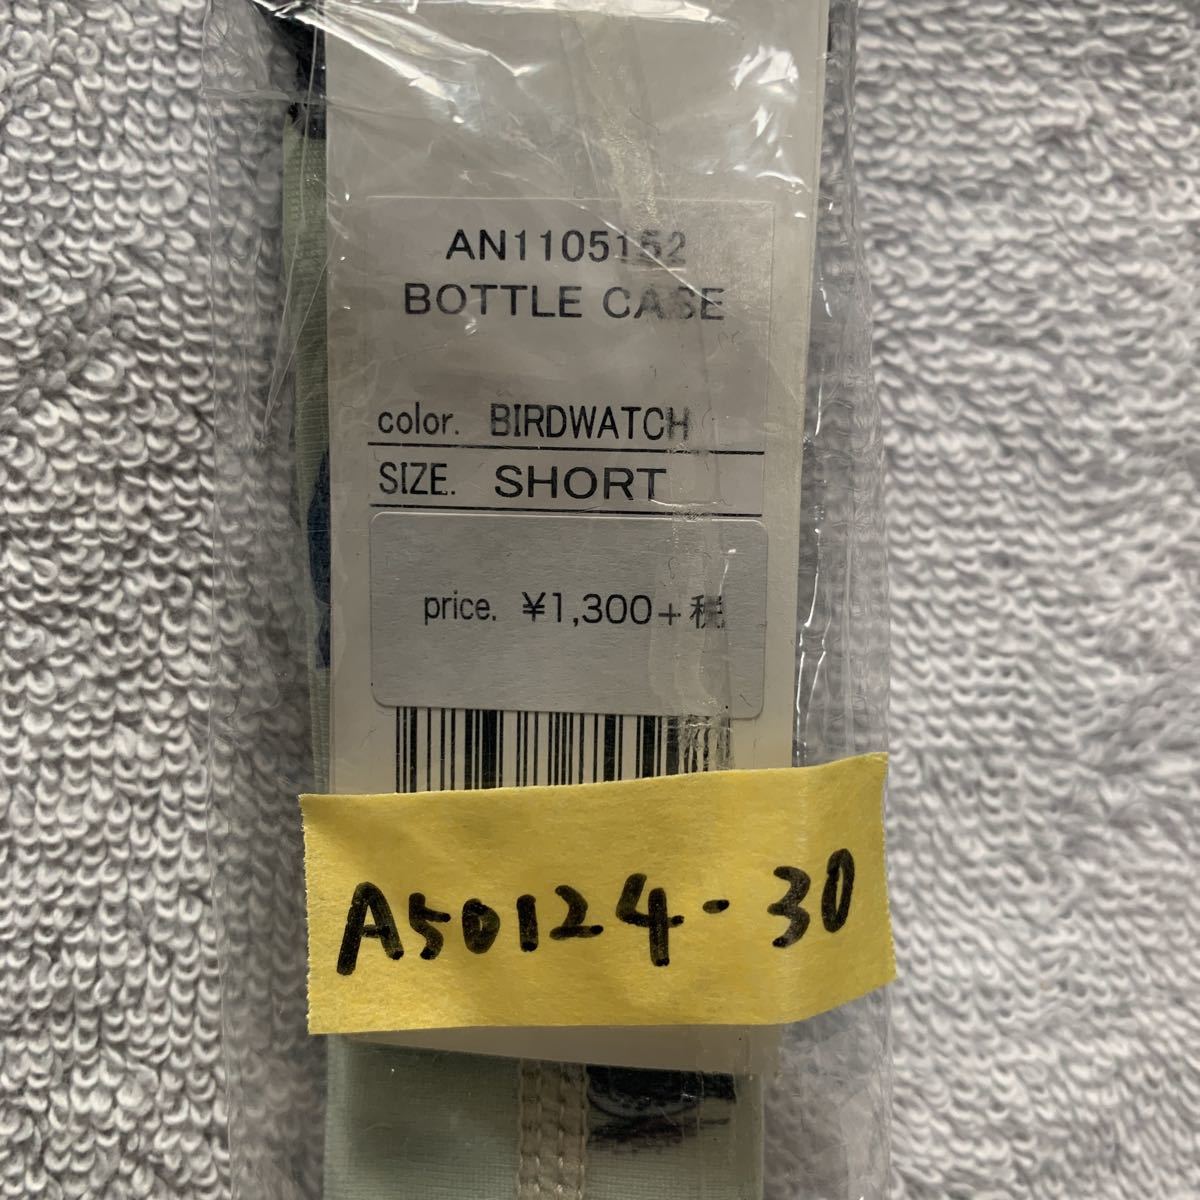 AN1105152
BOTTLE CASE
color. BIRDWATCH
SIZE. SHORT
price. ¥1,300+税
A50124-30